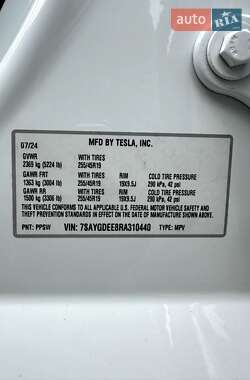 AUTO RIA
07/24
MFD BY TESLA, INC.
GVWR WITH TIRES
2369 kg (5224 lb) 255/45R19
GAWR FRT WITH TIRES RIM COLD TIRE PRESSURE
1363 kg (3004 lb) 255/45R19 19X9.5J 290 kPa, 42 psi
GAWR RR WITH TIRES RIM COLD TIRE PRESSURE
1500 kg (3306 lb) 255/45R19 19X9.5J 290 kPa, 42 psi
THIS VEHICLE CONFORMS TO ALL APPLICABLE U.S. FEDERAL MOTOR VEHICLE SAFETY
AND THEFT PREVENTION STANDARDS IN EFFECT ON THE DATE OF MANUFACTURE SHOWN ABOVE.
PNT: PPSW VIN: 7SAYGDEE8RA310440 TYPE: MPV